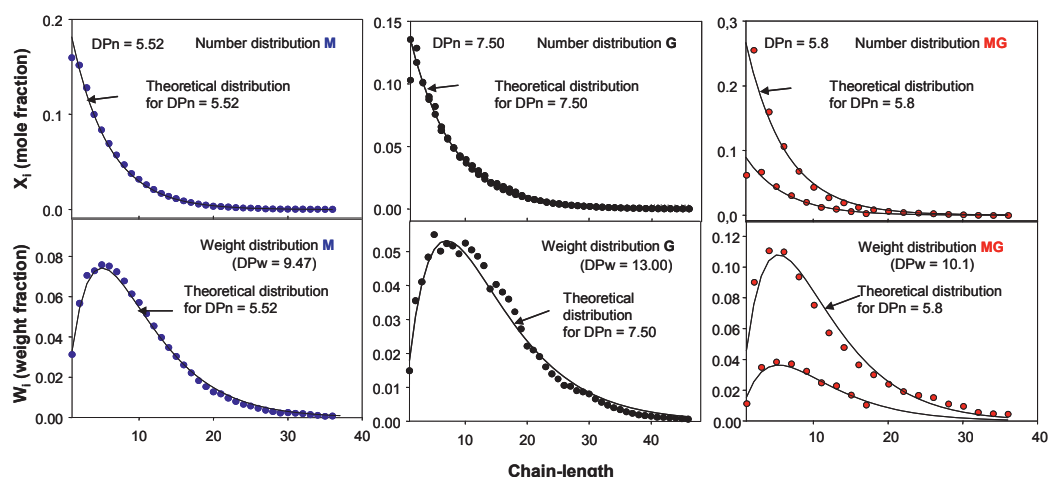 0.2
0.1
0.0
X_i (mole fraction)
DPn = 5.52
Number distribution M
Theoretical distribution
for DPn = 5.52
0.15
0.10
0.05
0.00
DPn = 7.50
Number distribution G
Theoretical distribution
for DPn = 7.50
0,3
0,2
0,1
0,0
DPn = 5.8
Number distribution MG
Theoretical distribution
for DPn = 5.8
0.08
0.06
0.04
0.02
0.00
W_i (weight fraction)
Weight distribution M
(DPw = 9.47)
Theoretical distribution
for DPn = 5.52
10
20
30
40
0.05
0.04
0.03
0.02
0.01
0.00
Weight distribution G
(DPw = 13.00)
Theoretical
distribution
for DPn = 7.50
10
20
30
40
0.12
0.10
0.08
0.06
0.04
0.02
0.00
Weight distribution MG
(DPw = 10.1)
Theoretical distribution
for DPn = 5.8
10
20
30
40
Chain-length